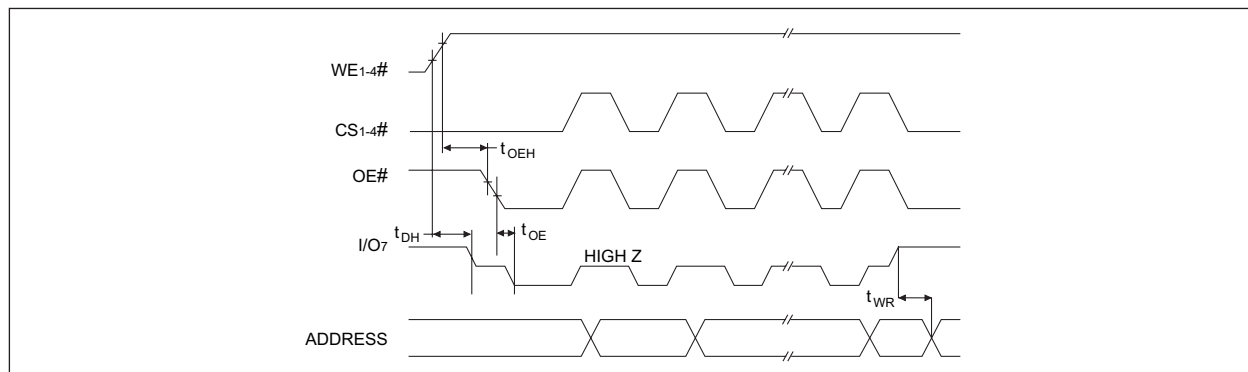 WE1-4#
CS1-4#
tOEH
OE#
tDH
tOE
I/O7
HIGH Z
tWR
ADDRESS